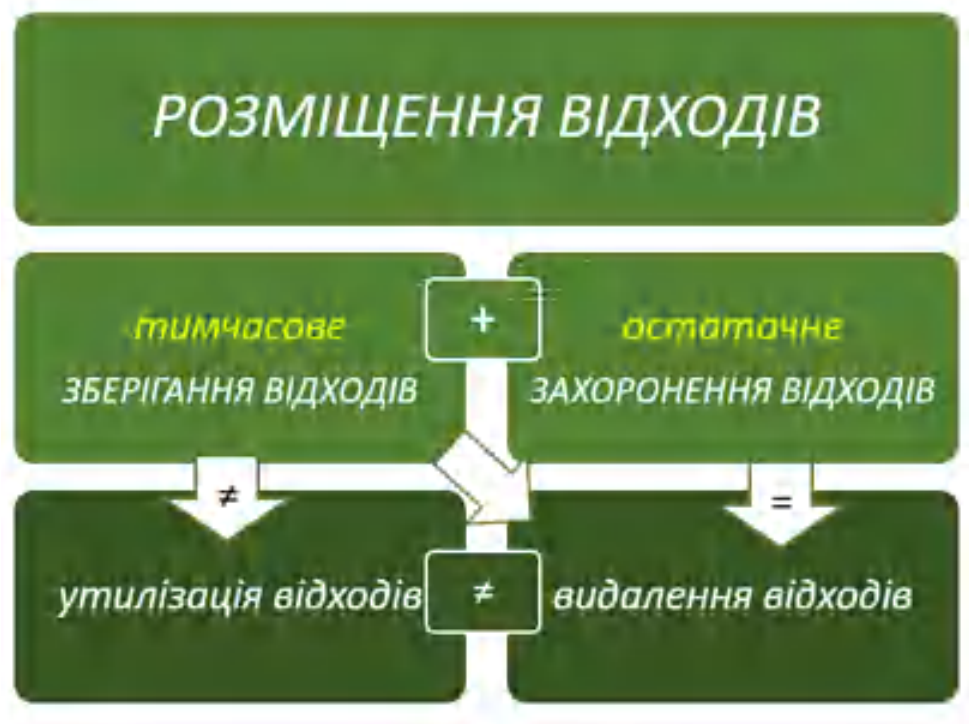 РОЗМІЩЕННЯ ВІДХОДІВ
тимчасове
ЗБЕРІГАННЯ ВІДХОДІВ
+
остаточне
ЗАХОРОНЕННЯ ВІДХОДІВ
≠
=
утилізація відходів
≠
видалення відходів